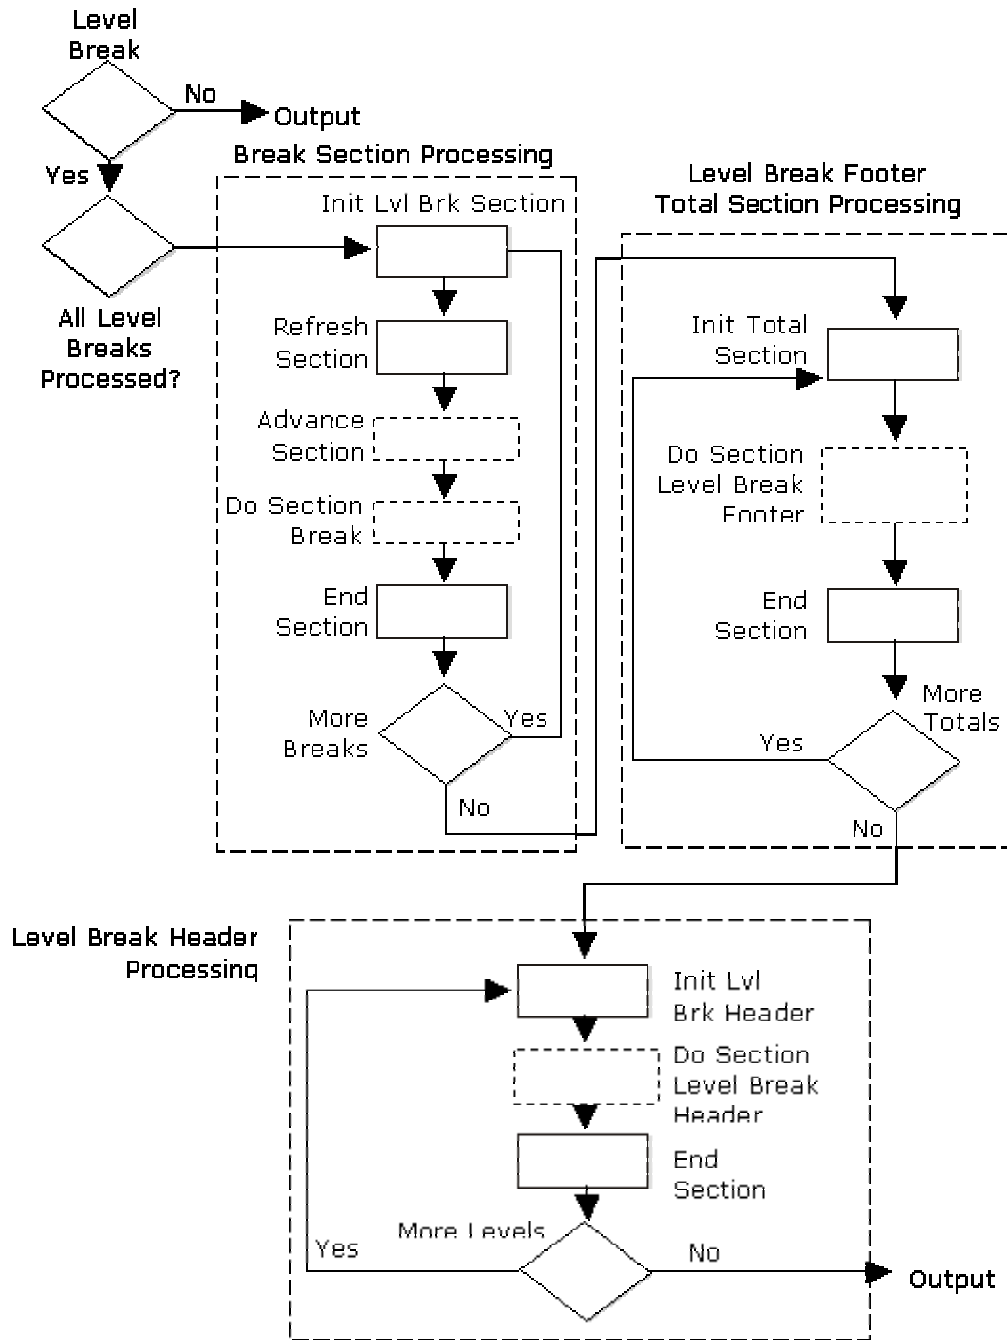 Level
Break
No
Output
Yes
All Level
Breaks
Processed?
Break Section Processing
Init Lvl Brk Section
Refresh
Section
Advance
Section
Do Section
Break
End
Section
More
Breaks
Yes
No
Level Break Footer
Total Section Processing
Init Total
Section
Do Section
Level Break
Footer
End
Section
More
Totals
Yes
No
Level Break Header
Processing
Init Lvl
Brk Header
Do Section
Level Break
Header
End
Section
More Levels
Yes
No
Output